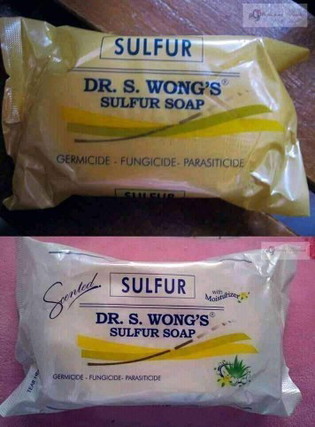 SULFUR
DR. S. WONG'S®
SULFUR SOAP
GERMICIDE - FUNGICIDE- PARASITICIDE
SULFUR
Scented
SULFUR
with
Moisturizer
DR. S. WONG'S®
SULFUR SOAP
GERMICIDE- FUNGICIDE- PARASITICIDE